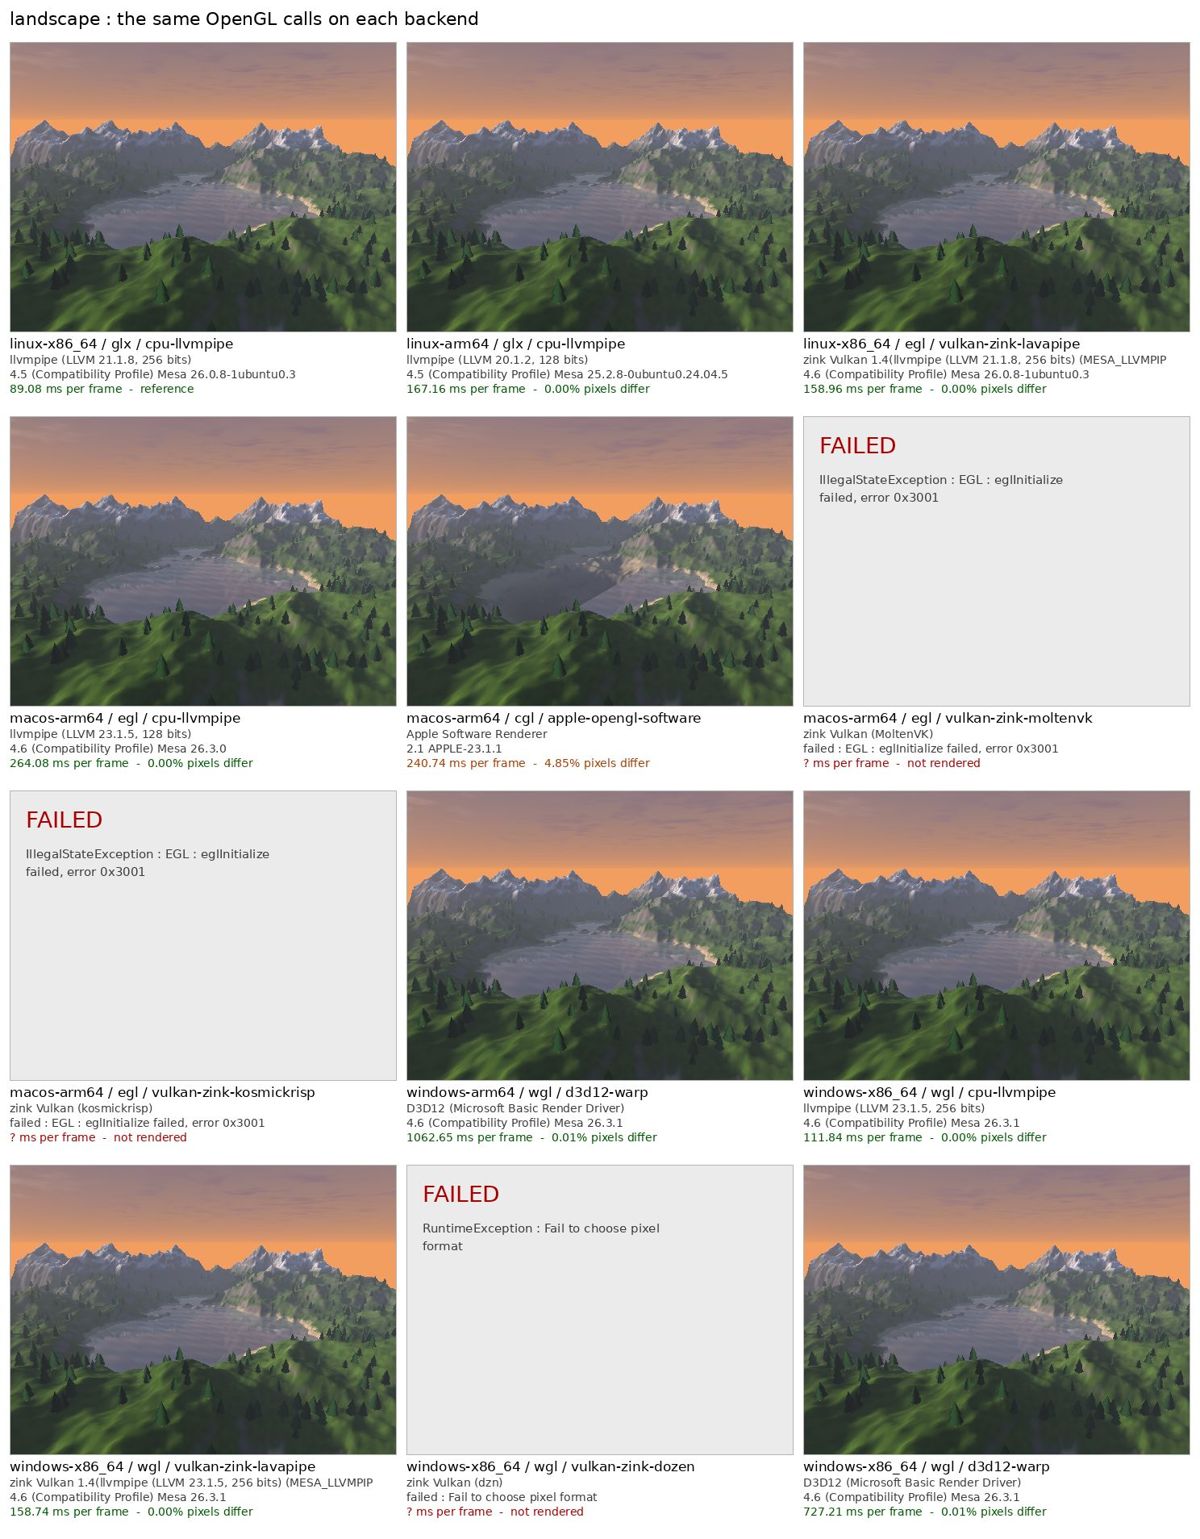 landscape : the same OpenGL calls on each backend
linux-x86_64 / glx / cpu-llvmpipe
llvmpipe (LLVM 21.1.8, 256 bits)
4.5 (Compatibility Profile) Mesa 26.0.8-1ubuntu0.3
89.08 ms per frame - reference
linux-arm64 / glx / cpu-llvmpipe
llvmpipe (LLVM 20.1.2, 128 bits)
4.5 (Compatibility Profile) Mesa 25.2.8-0ubuntu0.24.04.5
167.16 ms per frame - 0.00% pixels differ
linux-x86_64 / egl / vulkan-zink-lavapipe
zink Vulkan 1.4(llvmpipe (LLVM 21.1.8, 256 bits) (MESA_LLVMPIP
4.6 (Compatibility Profile) Mesa 26.0.8-1ubuntu0.3
158.96 ms per frame - 0.00% pixels differ
macos-arm64 / egl / cpu-llvmpipe
llvmpipe (LLVM 23.1.5, 128 bits)
4.6 (Compatibility Profile) Mesa 26.3.0
264.08 ms per frame - 0.00% pixels differ
macos-arm64 / cgl / apple-opengl-software
Apple Software Renderer
2.1 APPLE-23.1.1
240.74 ms per frame - 4.85% pixels differ
FAILED
IllegalStateException : EGL : eglInitialize
failed, error 0x3001
macos-arm64 / egl / vulkan-zink-moltenvk
zink Vulkan (MoltenVK)
failed : EGL : eglInitialize failed, error 0x3001
? ms per frame - not rendered
FAILED
IllegalStateException : EGL : eglInitialize
failed, error 0x3001
macos-arm64 / egl / vulkan-zink-kosmickrisp
zink Vulkan (kosmickrisp)
failed : EGL : eglInitialize failed, error 0x3001
? ms per frame - not rendered
windows-arm64 / wgl / d3d12-warp
D3D12 (Microsoft Basic Render Driver)
4.6 (Compatibility Profile) Mesa 26.3.1
1062.65 ms per frame - 0.01% pixels differ
windows-x86_64 / wgl / cpu-llvmpipe
llvmpipe (LLVM 23.1.5, 256 bits)
4.6 (Compatibility Profile) Mesa 26.3.1
111.84 ms per frame - 0.00% pixels differ
windows-x86_64 / wgl / vulkan-zink-lavapipe
zink Vulkan 1.4(llvmpipe (LLVM 23.1.5, 256 bits) (MESA_LLVMPIP
4.6 (Compatibility Profile) Mesa 26.3.1
158.74 ms per frame - 0.00% pixels differ
FAILED
RuntimeException : Fail to choose pixel
format
windows-x86_64 / wgl / vulkan-zink-dozen
zink Vulkan (dzn)
failed : Fail to choose pixel format
? ms per frame - not rendered
windows-x86_64 / wgl / d3d12-warp
D3D12 (Microsoft Basic Render Driver)
4.6 (Compatibility Profile) Mesa 26.3.1
727.21 ms per frame - 0.01% pixels differ